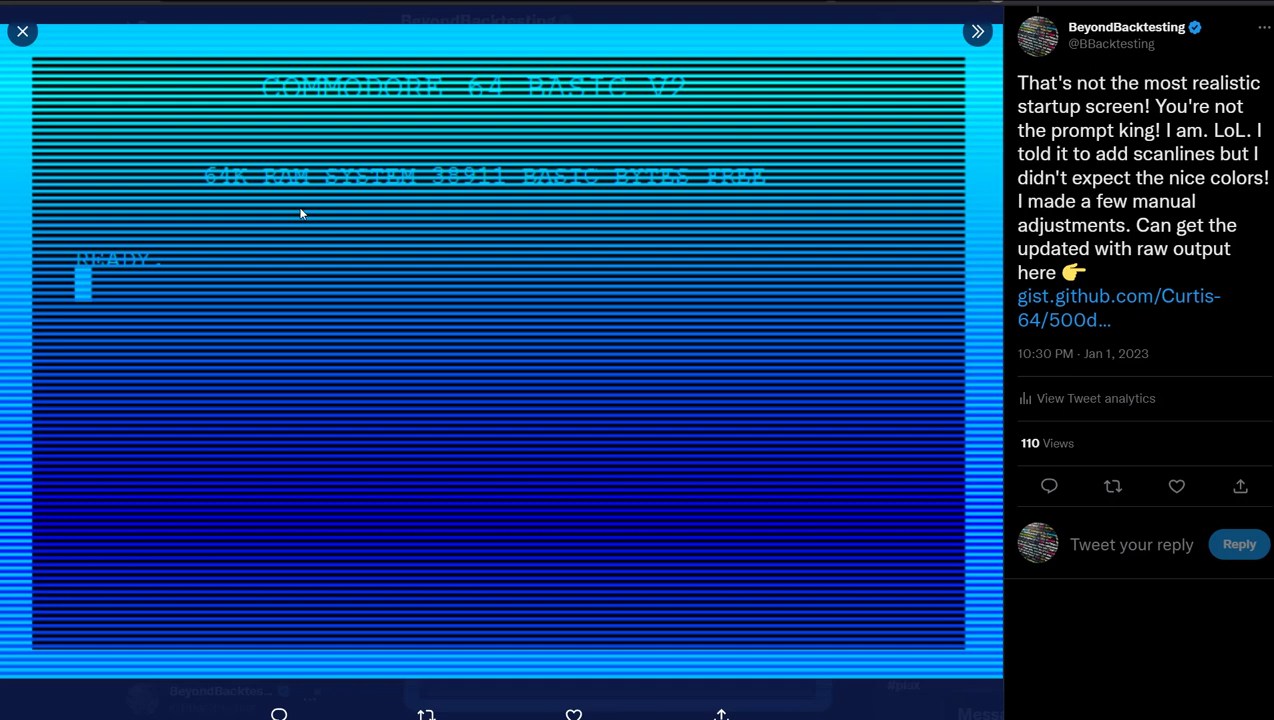 COMMODORE 64 BASIC V2
64K RAM SYSTEM 38911 BASIC BYTES FREE
READY.
BeyondBacktesting
@BBacktesting
That's not the most realistic
startup screen! You're not
the prompt king! I am. LoL. I
told it to add scanlines but I
didn't expect the nice colors!
I made a few manual
adjustments. Can get the
updated with raw output
here 👉
gist.github.com/Curtis-
64/500d...
10:30 PM · Jan 1, 2023
View Tweet analytics
110 Views
Tweet your reply
Reply
BeyondBacktesting
BeyondBacktes...